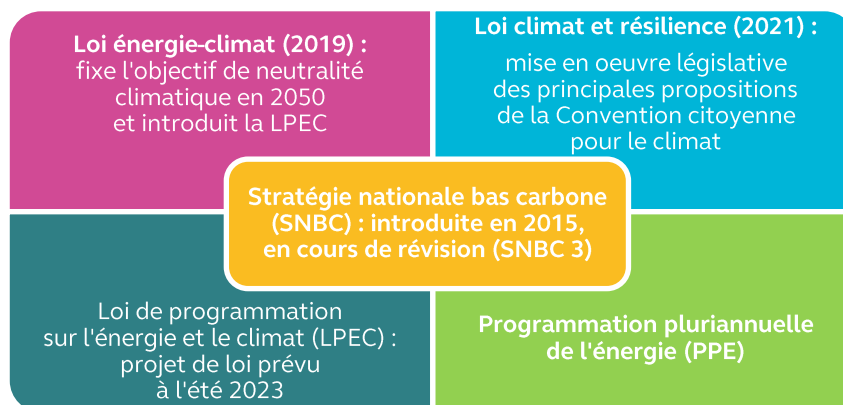 Loi énergie-climat (2019) :
fixe l'objectif de neutralité
climatique en 2050
et introduit la LPEC
Loi climat et résilience (2021) :
mise en oeuvre législative
des principales propositions
de la Convention citoyenne
pour le climat
Stratégie nationale bas carbone
(SNBC) : introduite en 2015,
en cours de révision (SNBC 3)
Loi de programmation
sur l'énergie et le climat (LPEC) :
projet de loi prévu
à l'été 2023
Programmation pluriannuelle
de l'énergie (PPE)